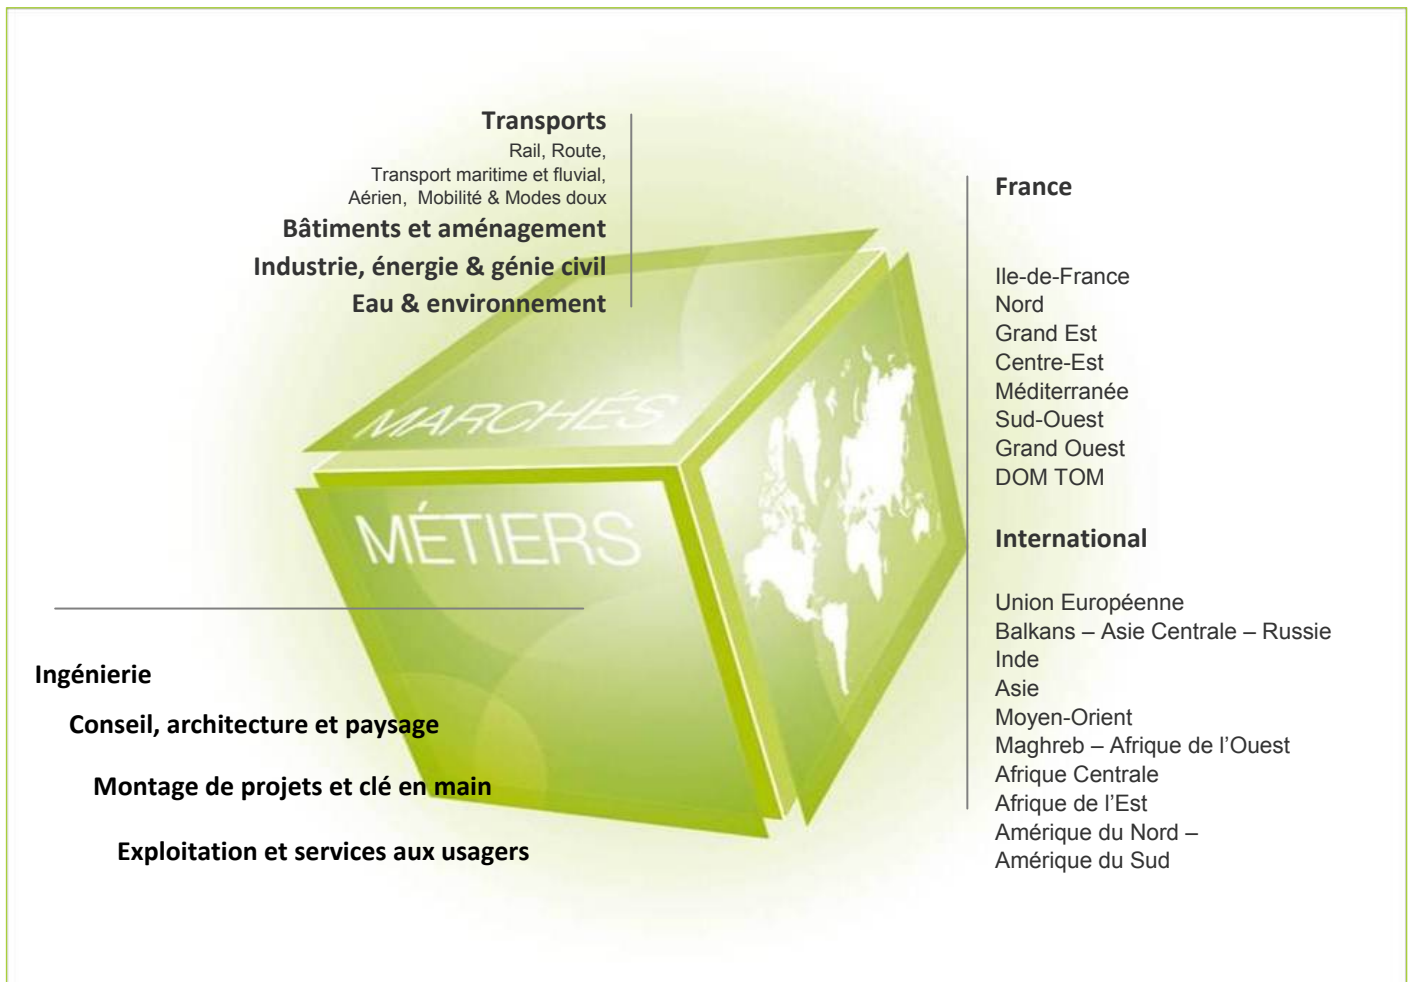 Transports
Rail, Route,
Transport maritime et fluvial,
Aérien, Mobilité & Modes doux
Bâtiments et aménagement
Industrie, énergie & génie civil
Eau & environnement
MARCHÉS
MÉTIERS
Ingénierie
Conseil, architecture et paysage
Montage de projets et clé en main
Exploitation et services aux usagers
France
Ile-de-France
Nord
Grand Est
Centre-Est
Méditerranée
Sud-Ouest
Grand Ouest
DOM TOM
International
Union Européenne
Balkans – Asie Centrale – Russie
Inde
Asie
Moyen-Orient
Maghreb – Afrique de l’Ouest
Afrique Centrale
Afrique de l’Est
Amérique du Nord –
Amérique du Sud